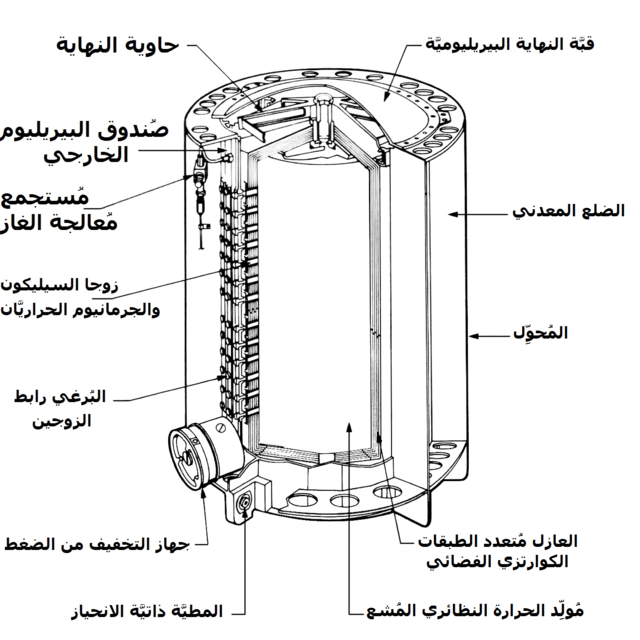 حاوية النهاية
قبَّة النهاية البيريليوميَّة
صُندوق البيريليوم
الخارجي
مُستجمع
مُعالجة الغاز
الضلع المعدني
زوجا السيليكون
والجرمانيوم الحراريَّان
المُحوِّل
البُرغي رابط
الزوجين
جهاز التخفيف من الضغط
العازل مُتعدد الطبقات
الكوارتزي الفضائي
المطيَّة ذاتيَّة الانحياز
مُولِّد الحرارة النظائري المُشع